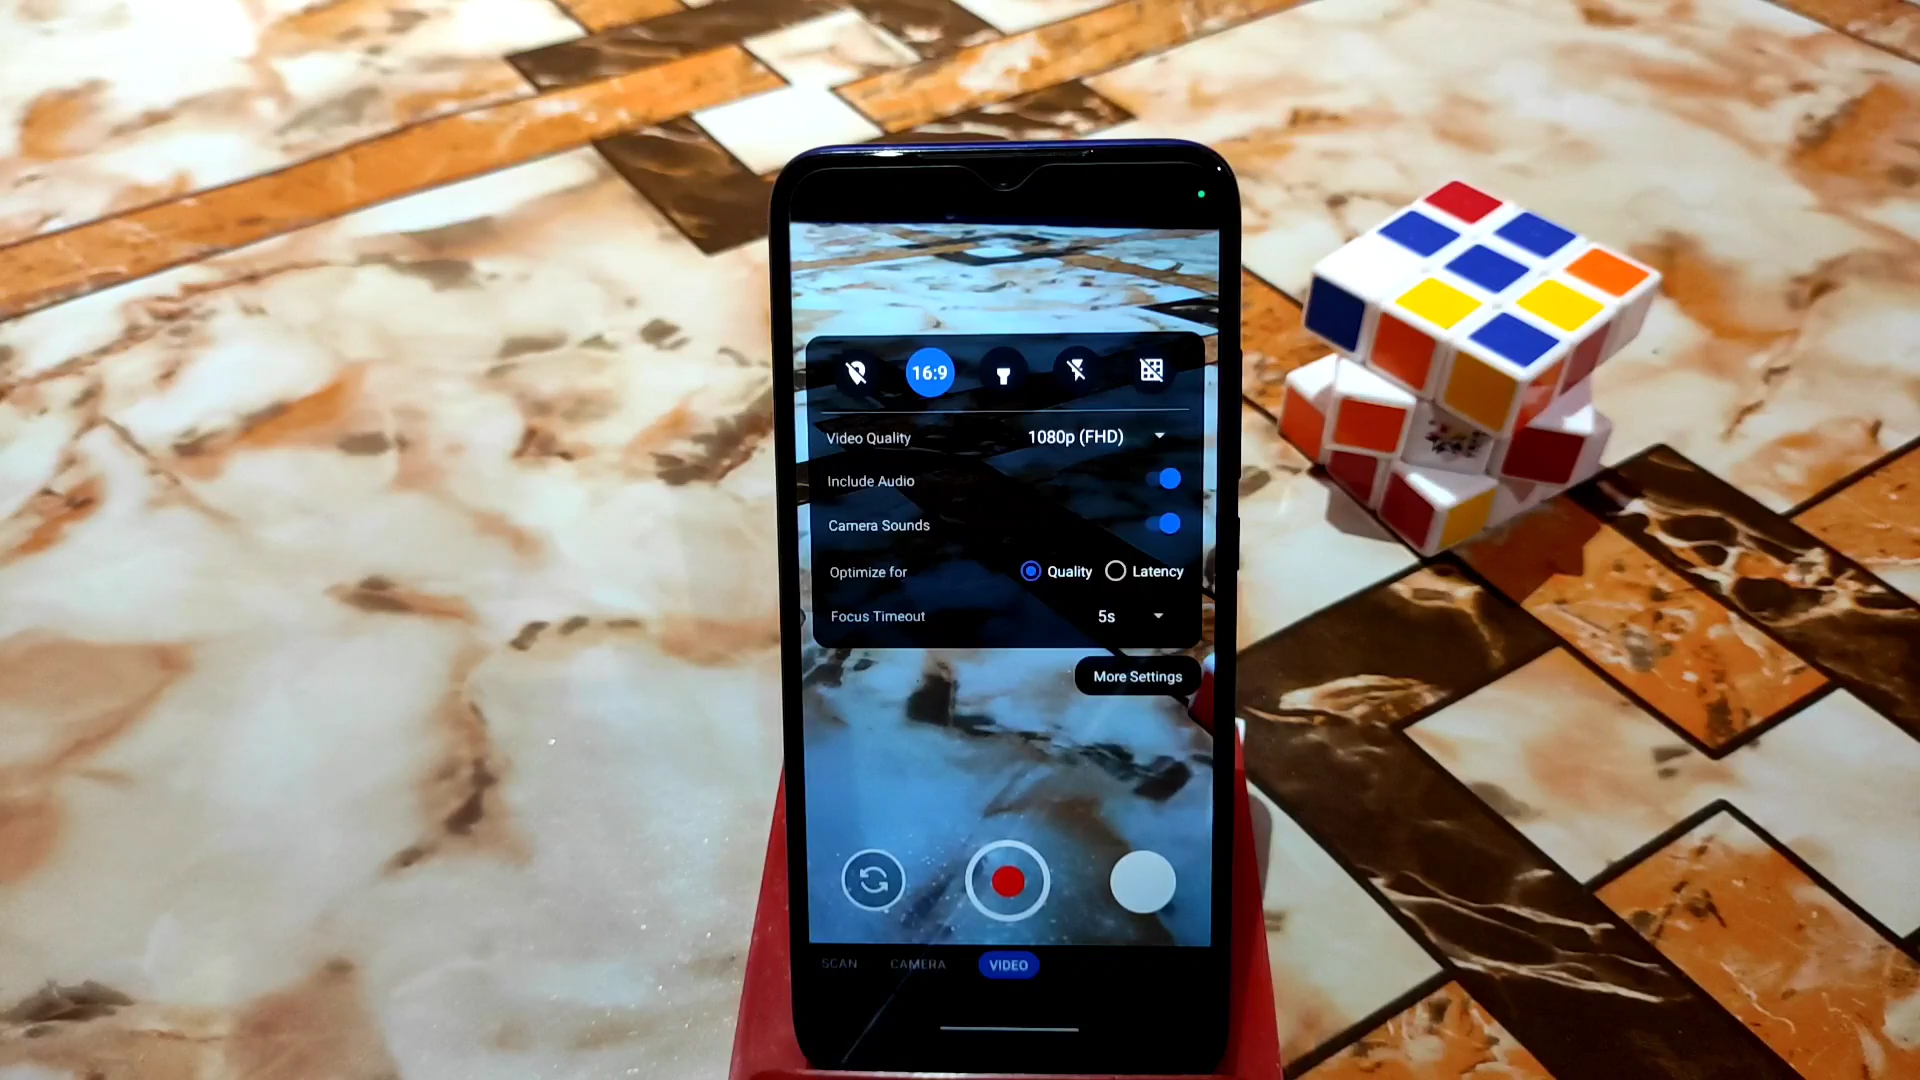 16:9
Video Quality 1080p (FHD)
Include Audio
Camera Sounds
Optimize for Quality Latency
Focus Timeout 5s
More Settings
SCAN CAMERA VIDEO